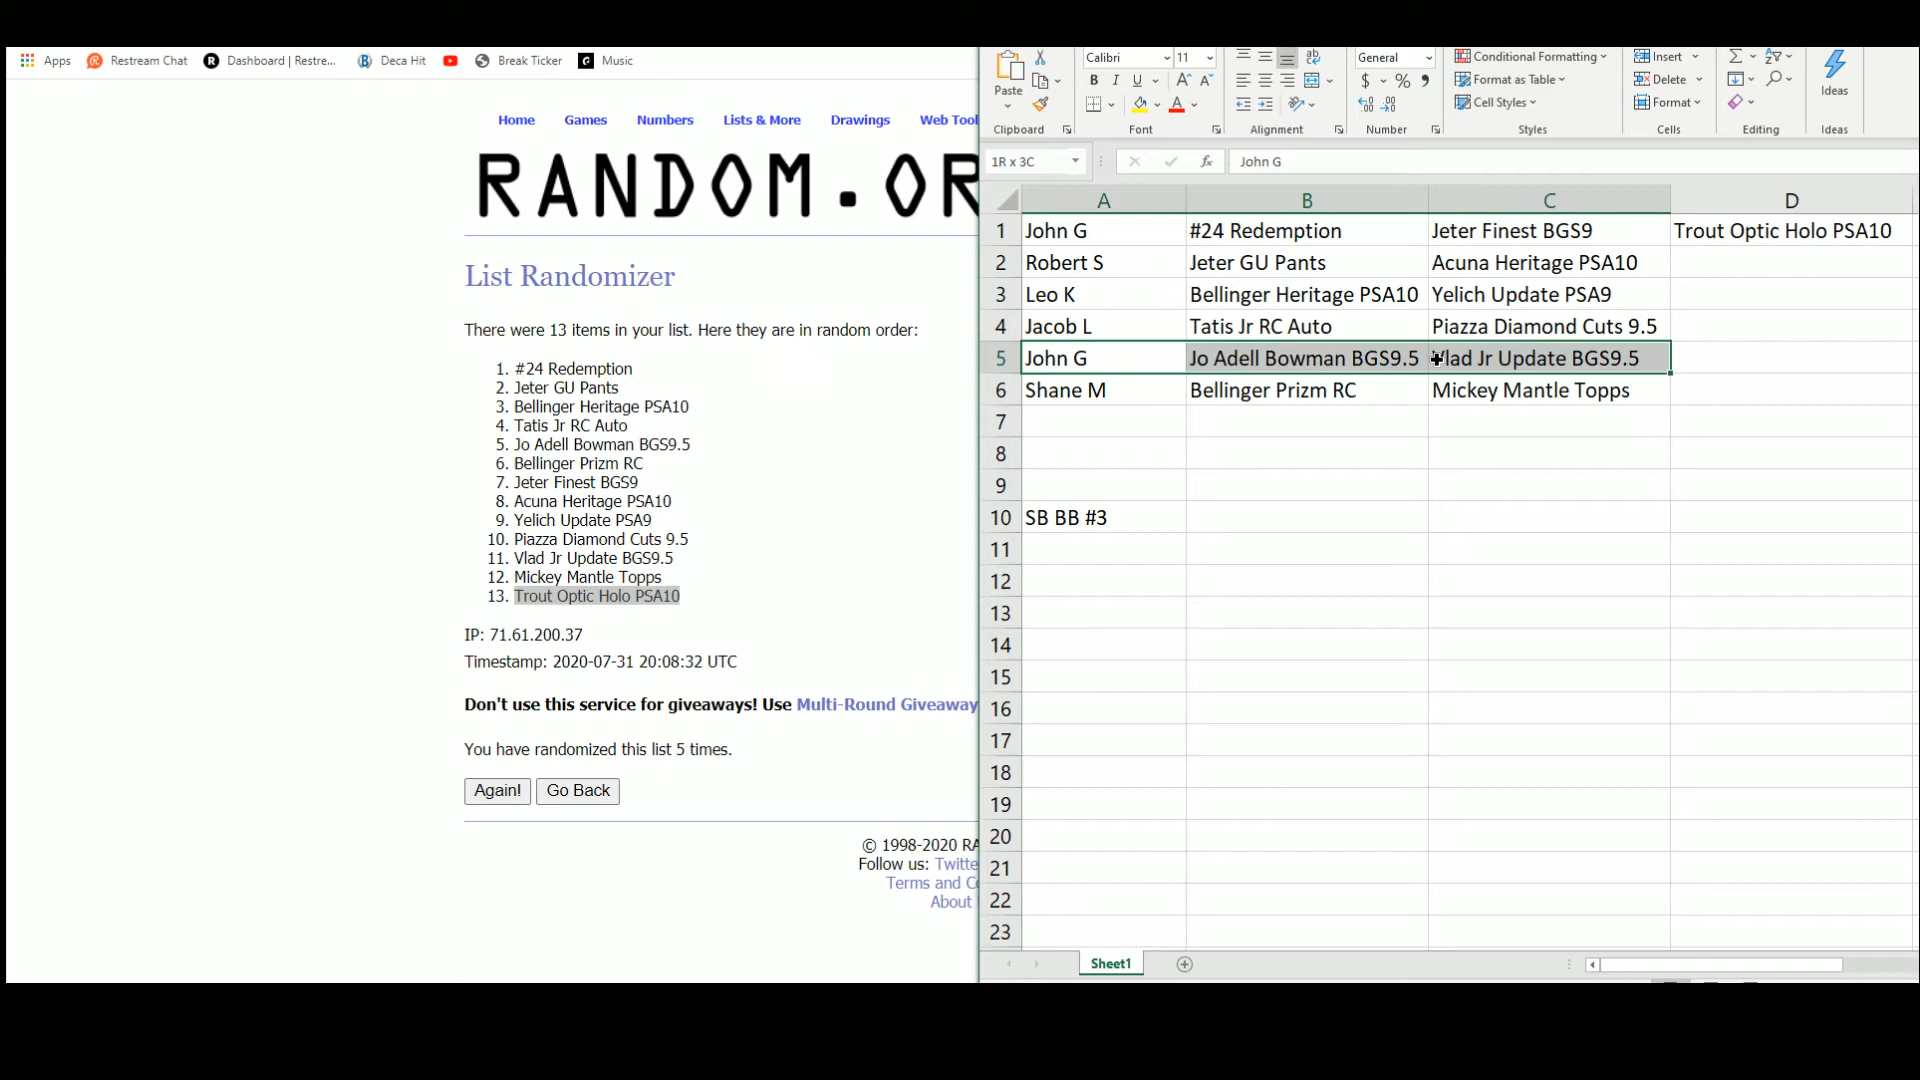 Apps Restream Chat Dashboard | Restre... Deca Hit Break Ticker Music
Home Games Numbers Lists & More Drawings Web Tool
RANDOM.OR
List Randomizer
There were 13 items in your list. Here they are in random order:
1. #24 Redemption
2. Jeter GU Pants
3. Bellinger Heritage PSA10
4. Tatis Jr RC Auto
5. Jo Adell Bowman BGS9.5
6. Bellinger Prizm RC
7. Jeter Finest BGS9
8. Acuna Heritage PSA10
9. Yelich Update PSA9
10. Piazza Diamond Cuts 9.5
11. Vlad Jr Update BGS9.5
12. Mickey Mantle Topps
13. Trout Optic Holo PSA10
IP: 71.61.200.37
Timestamp: 2020-07-31 20:08:32 UTC
Don't use this service for giveaways! Use Multi-Round Giveaway
You have randomized this list 5 times.
Again! Go Back
© 1998-2020 RA
Follow us: Twitte
Terms and Co
About
Calibri 11 General Conditional Formatting Insert
Paste B I U $ % Format as Table Delete Ideas
Cell Styles Format
Clipboard Font Alignment Number Styles Cells Editing Ideas
1R x 3C fx John G
A B C D
1 John G #24 Redemption Jeter Finest BGS9 Trout Optic Holo PSA10
2 Robert S Jeter GU Pants Acuna Heritage PSA10
3 Leo K Bellinger Heritage PSA10 Yelich Update PSA9
4 Jacob L Tatis Jr RC Auto Piazza Diamond Cuts 9.5
5 John G Jo Adell Bowman BGS9.5 Vlad Jr Update BGS9.5
6 Shane M Bellinger Prizm RC Mickey Mantle Topps
7
8
9
10 SB BB #3
11
12
13
14
15
16
17
18
19
20
21
22
23
Sheet1